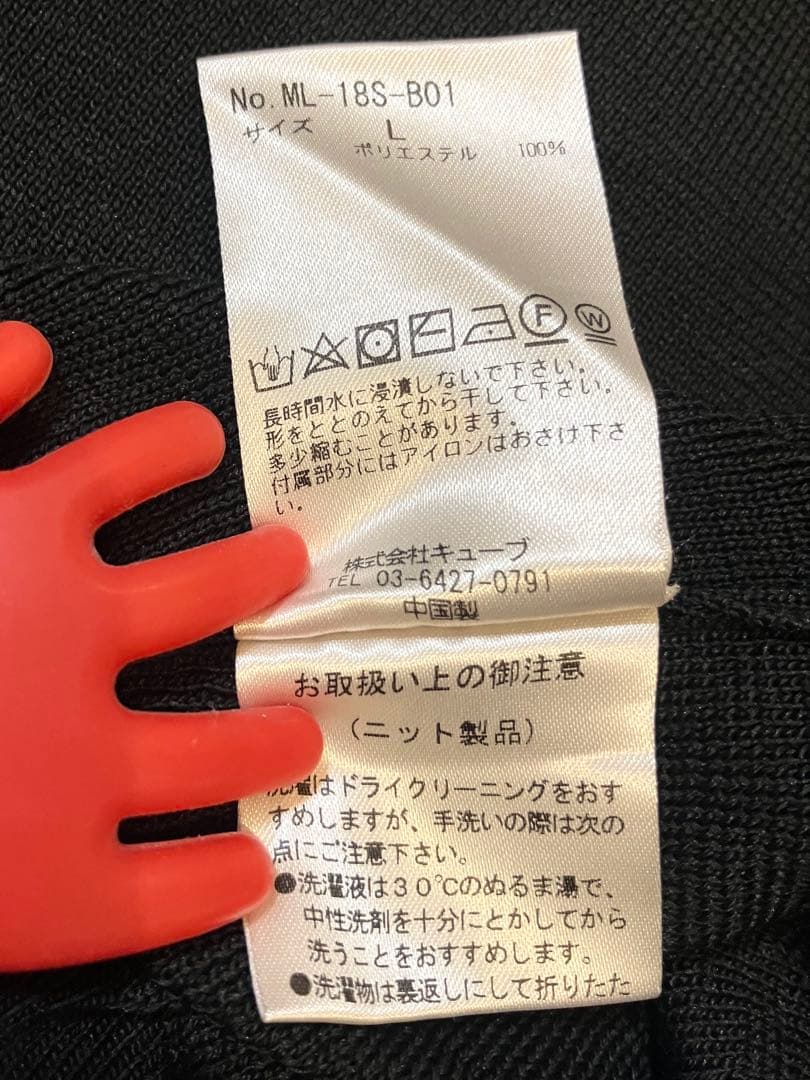 No.ML-18S-B01
サイズ L
ポリエステル 100%
F W
長時間水に浸漬しないで下さい。
形をととのえてから干して下さい。
多少縮むことがあります。
付属部分にはアイロンはおさけ下さ
い。
株式会社キューブ
TEL 03-6427-0791
中国製
お取扱い上の御注意
(ニット製品)
洗濯はドライクリーニングをおす
すめしますが、手洗いの際は次の
点にご注意下さい。
●洗濯液は30℃のぬるま湯で、
中性洗剤を十分にとかしてから
洗うことをおすすめします。
●洗濯物は裏返しにして折りたた